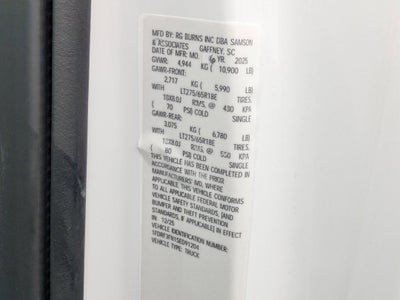 MFD BY: RG BURNS INC DBA SAMSON
& ASSOCIATES GAFFNEY, SC
DATE OF MFR: MO. YR. 2025
GVWR: 4,944 KG ( 10,900 LB)
GAWR-FRONT:
2,717 KG ( 5,990 LB)
WITH LT275/65R18E TIRES.
18X8.0J RIMS, @ 480 KPA
( 70 PSI) COLD SINGLE
GAWR-REAR:
3,075 KG ( 6,780 LB)
WITH LT275/65R18E TIRES.
18X8.0J RIMS, @ 550 KPA
( 80 PSI) COLD SINGLE
THIS VEHICLE HAS BEEN COMPLETED IN
ACCORDANCE WITH THE PRIOR
MANUFACTURERS' IVD, WHERE
APPLICABLE. THIS VEHICLE CONFORMS
TO ALL APPLICABLE FEDERAL MOTOR
VEHICLE SAFETY STANDARDS, [AND
BUMPER AND THEFT PREVENTION
STANDARDS, IF APPLICABLE] IN EFFECT
IN: 12/25
VEHICLE IDENTIFICATION NUMBER:
VEHICLE TYPE: TRUCK